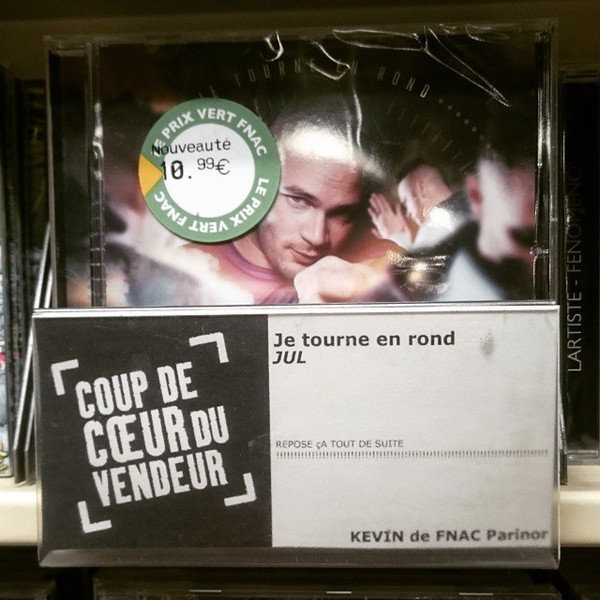 JE TOURNE EN ROND
LE PRIX VERT FNAC
Nouveauté
10.99€
LE PRIX VERT FNAC
LARTISTE - FENOMENO
Je tourne en rond
JUL
COUP DE
CŒUR DU
VENDEUR
REPOSE çA TOUT DE SUITE
!!!!!!!!!!!!!!!!!!!!!!!!!!!!!!!!!!!!!!!!!!!!!!!!!!!!!!!!!!!!!!!!!!!!!!!!
KEVIN de FNAC Parinor